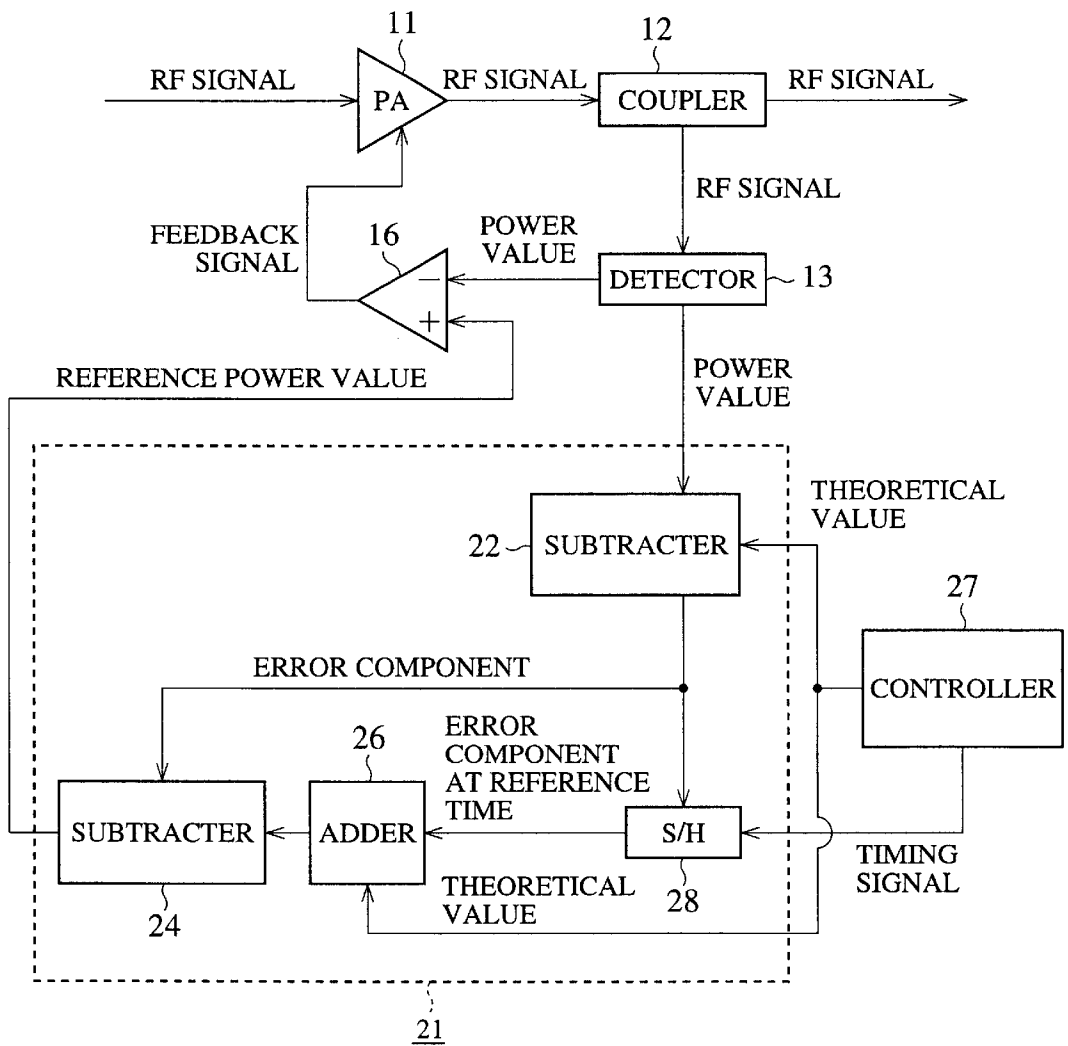 11
12
RF SIGNAL
PA
RF SIGNAL
COUPLER
RF SIGNAL
RF SIGNAL
FEEDBACK
SIGNAL
16
POWER
VALUE
−
+
DETECTOR
13
REFERENCE POWER VALUE
POWER
VALUE
THEORETICAL
VALUE
22
SUBTRACTER
27
CONTROLLER
ERROR COMPONENT
ERROR
COMPONENT
AT REFERENCE
TIME
26
SUBTRACTER
ADDER
S/H
TIMING
SIGNAL
24
THEORETICAL
VALUE
28
21